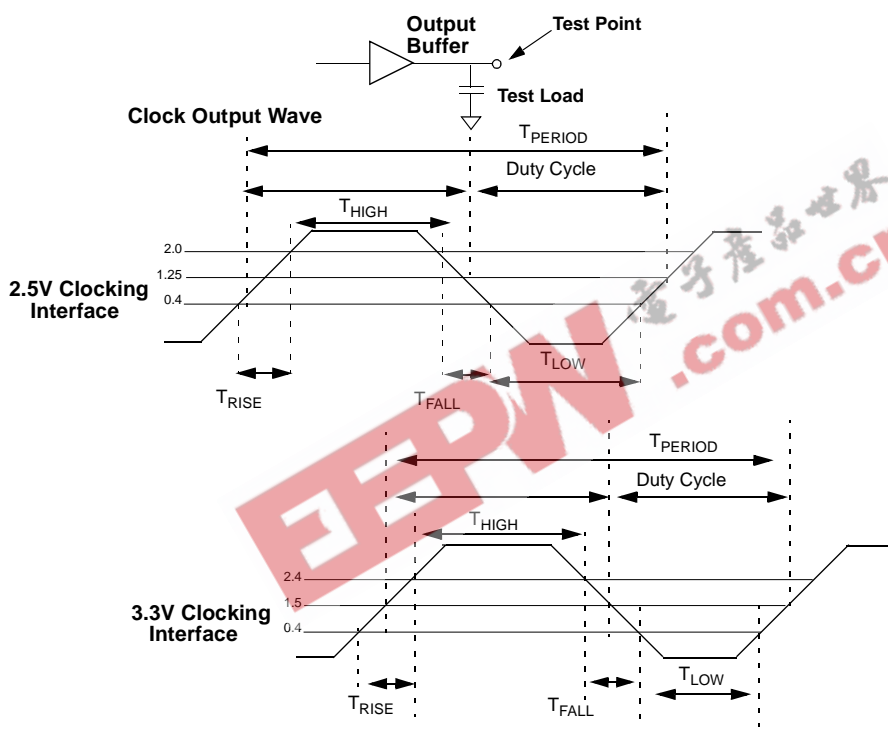 Output
Buffer
Test Point
Test Load
Clock Output Wave
TPERIOD
Duty Cycle
THIGH
2.0
1.25
0.4
2.5V Clocking
Interface
TRISE
TFALL
TLOW
TPERIOD
Duty Cycle
THIGH
2.4
1.5
0.4
3.3V Clocking
Interface
TRISE
TFALL
TLOW
EEPW
.com.cn
電子產品世界